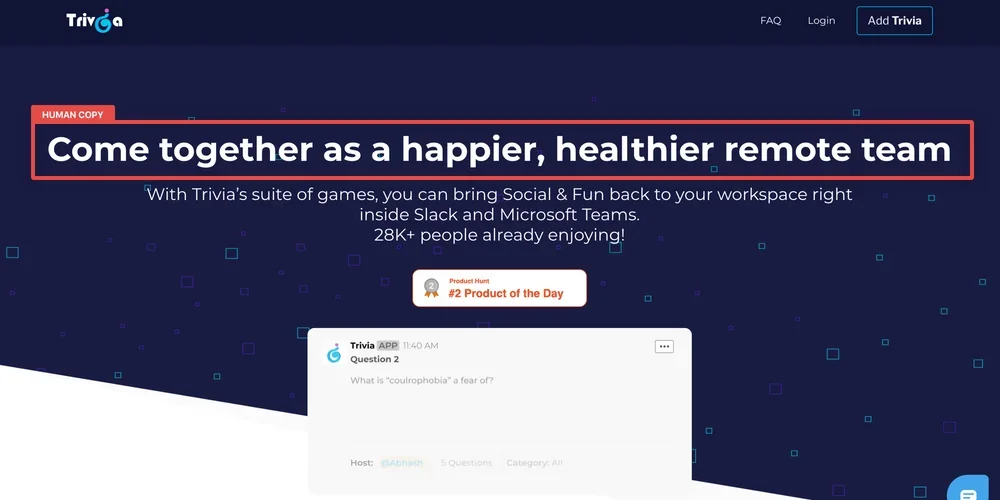 Trivia
FAQ
Login
Add Trivia
HUMAN COPY
Come together as a happier, healthier remote team
With Trivia’s suite of games, you can bring Social & Fun back to your workspace right
inside Slack and Microsoft Teams.
28K+ people already enjoying!
2
Product Hunt
#2 Product of the Day
Trivia APP 11:40 AM
Question 2
What is “coulrophobia” a fear of?
Host: @Abhash 5 Questions Category: All